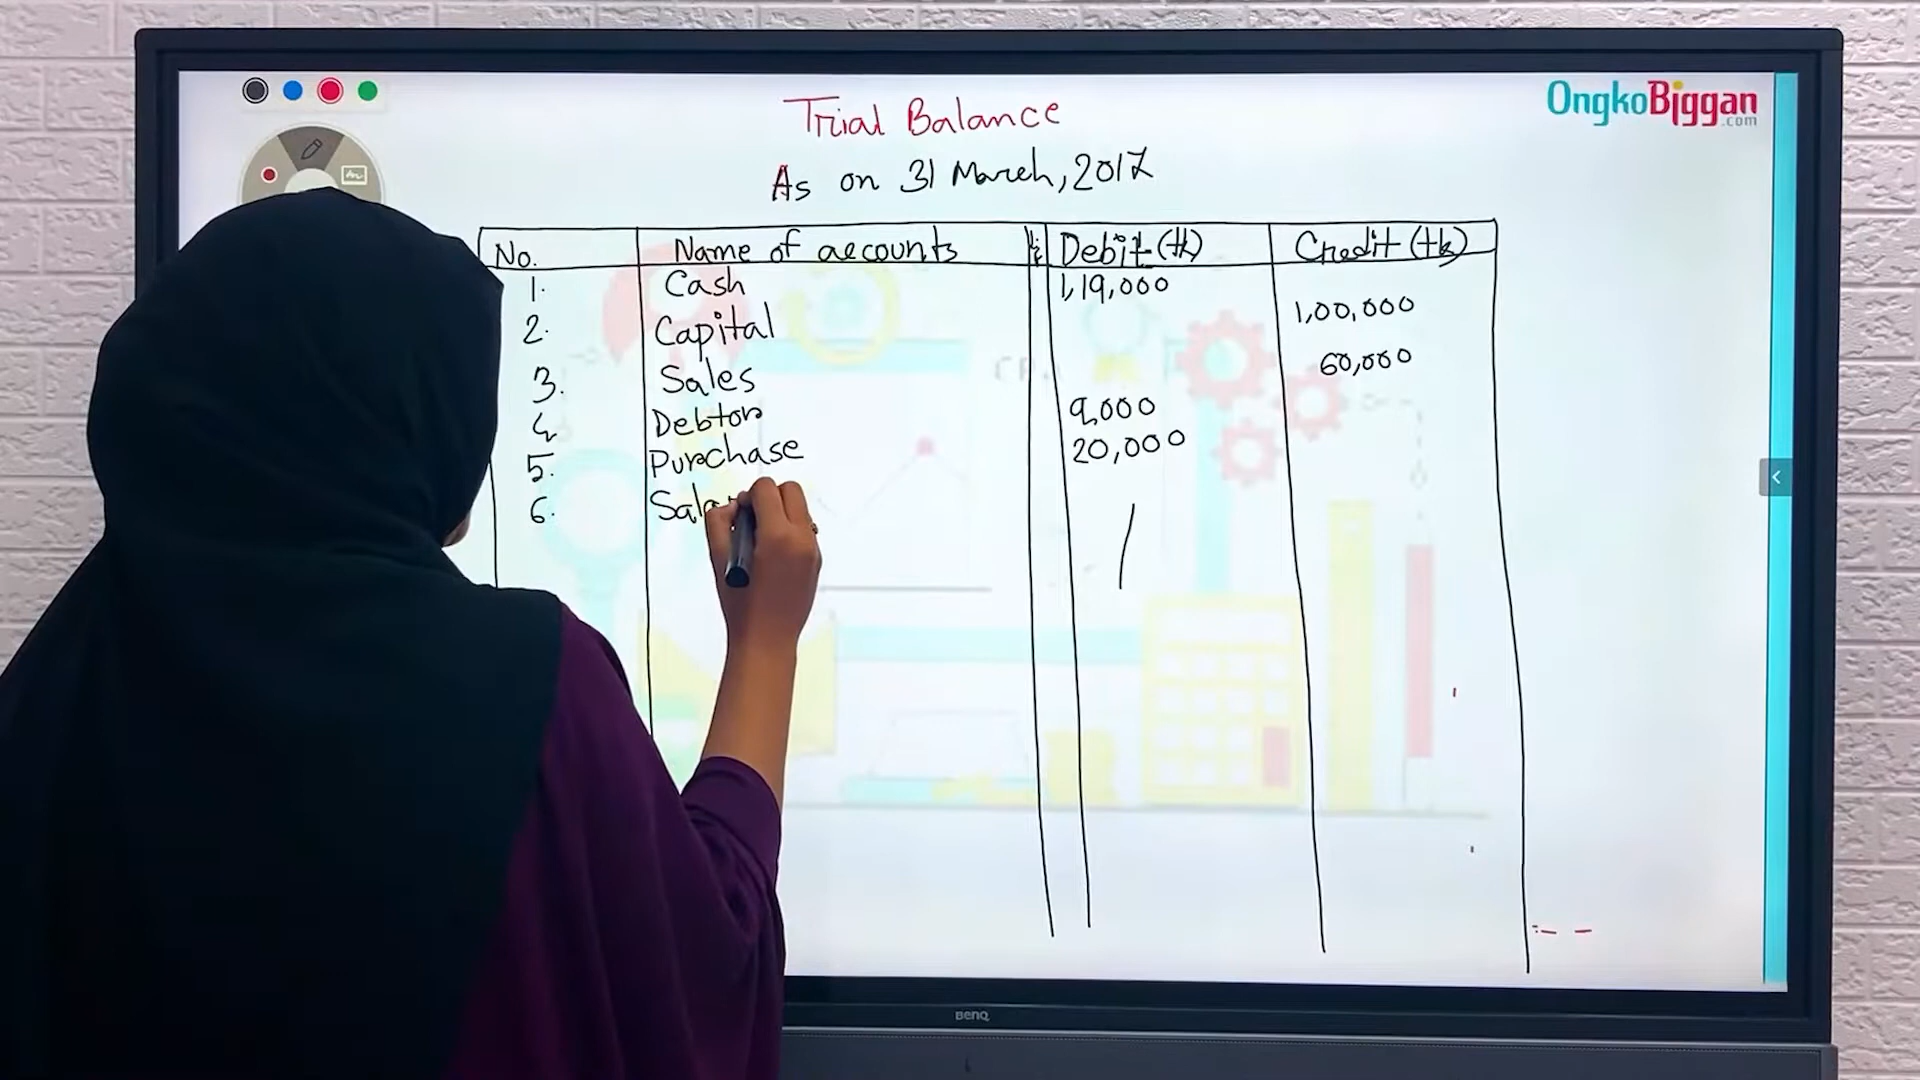 OngkoBiggan
.com
Trial Balance
As on 31 March, 2017
No. Name of accounts Debit (tk) Credit (tk)
1. Cash 1,19,000
2. Capital 1,00,000
3. Sales 60,000
4 Debtor 9,000
5. Purchase 20,000
6.
BenQ